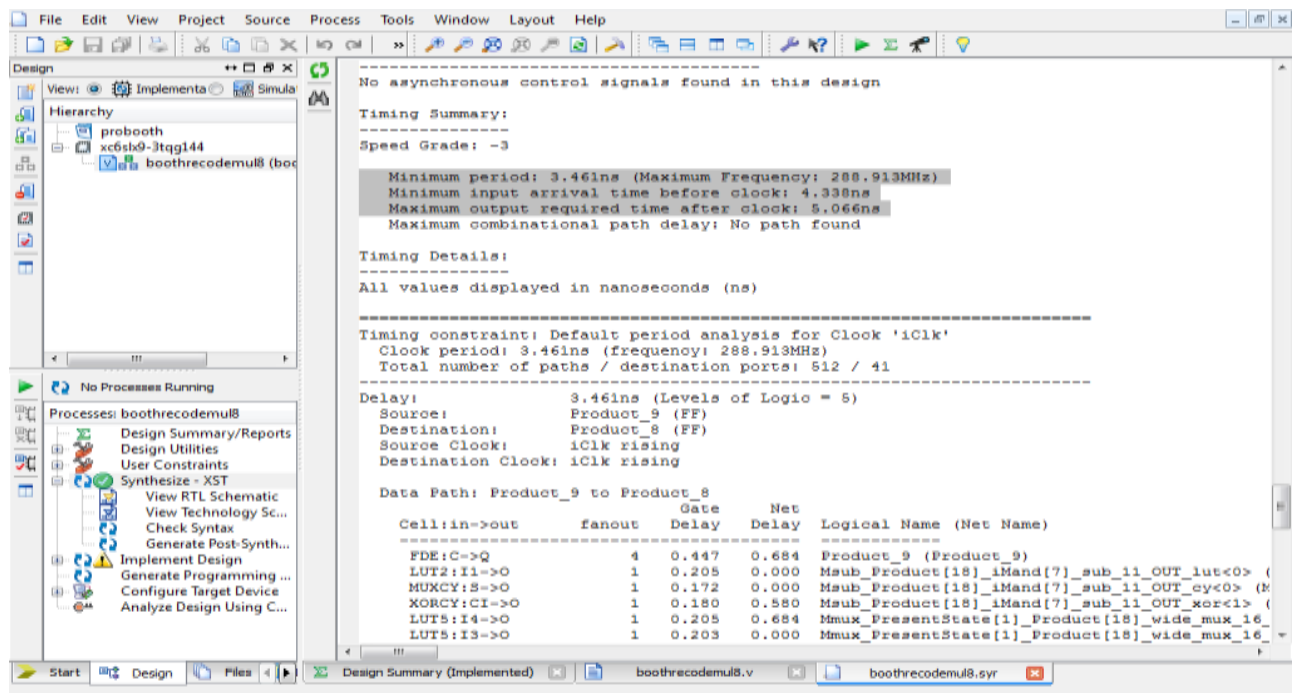 File Edit View Project Source Process Tools Window Layout Help
Design
View: Implementa Simula
Hierarchy
probooth
xc6slx9-3tqg144
boothrecodemul8 (boo
No Processes Running
Processes: boothrecodemul8
Design Summary/Reports
Design Utilities
User Constraints
Synthesize - XST
View RTL Schematic
View Technology Sc...
Check Syntax
Generate Post-Synth...
Implement Design
Generate Programming ...
Configure Target Device
Analyze Design Using C...
Start Design Files
---------------------------------------
No asynchronous control signals found in this design
Timing Summary:
---------------
Speed Grade: -3
Minimum period: 3.461ns (Maximum Frequency: 288.913MHz)
Minimum input arrival time before clock: 4.338ns
Maximum output required time after clock: 5.066ns
Maximum combinational path delay: No path found
Timing Details:
---------------
All values displayed in nanoseconds (ns)
=========================================================================
Timing constraint: Default period analysis for Clock 'iClk'
Clock period: 3.461ns (frequency: 288.913MHz)
Total number of paths / destination ports: 512 / 41
-------------------------------------------------------------------------
Delay: 3.461ns (Levels of Logic = 5)
Source: Product_9 (FF)
Destination: Product_8 (FF)
Source Clock: iClk rising
Destination Clock: iClk rising
Data Path: Product_9 to Product_8
Gate Net
Cell:in->out fanout Delay Delay Logical Name (Net Name)
---------------------------------------- ------------
FDE:C->Q 4 0.447 0.684 Product_9 (Product_9)
LUT2:I1->O 1 0.205 0.000 Msub_Product[18]_iMand[7]_sub_11_OUT_lut<0> (
MUXCY:S->O 1 0.172 0.000 Msub_Product[18]_iMand[7]_sub_11_OUT_cy<0> (M
XORCY:CI->O 1 0.180 0.580 Msub_Product[18]_iMand[7]_sub_11_OUT_xor<1> (
LUT5:I4->O 1 0.205 0.684 Mmux_PresentState[1]_Product[18]_wide_mux_16_
LUT5:I3->O 1 0.203 0.000 Mmux_PresentState[1]_Product[18]_wide_mux_16_
Design Summary (Implemented) boothrecodemul8.v boothrecodemul8.syr